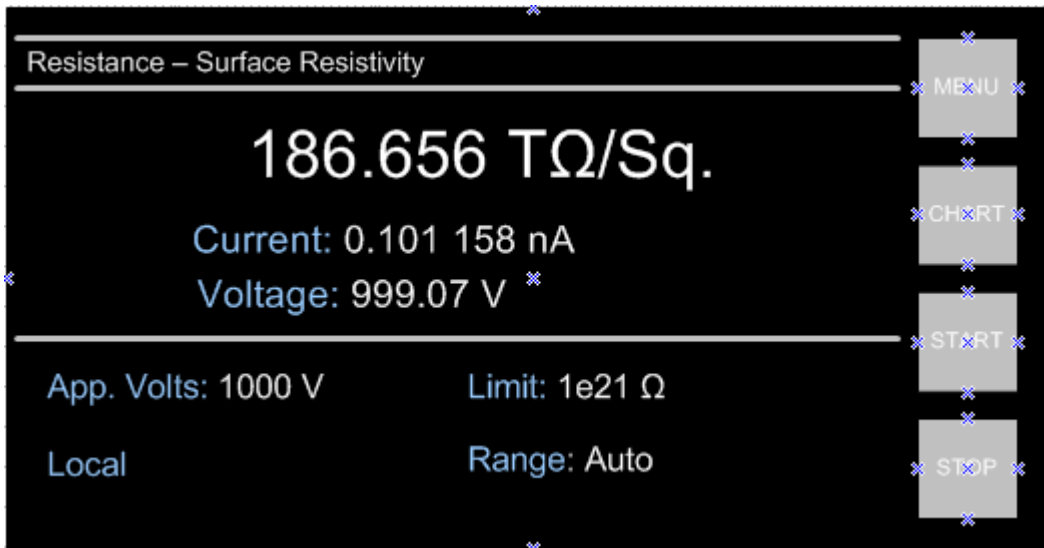 Resistance – Surface Resistivity
MENU
186.656 TΩ/Sq.
CHART
Current: 0.101 158 nA
Voltage: 999.07 V
START
App. Volts: 1000 V
Limit: 1e21 Ω
Local
Range: Auto
STOP